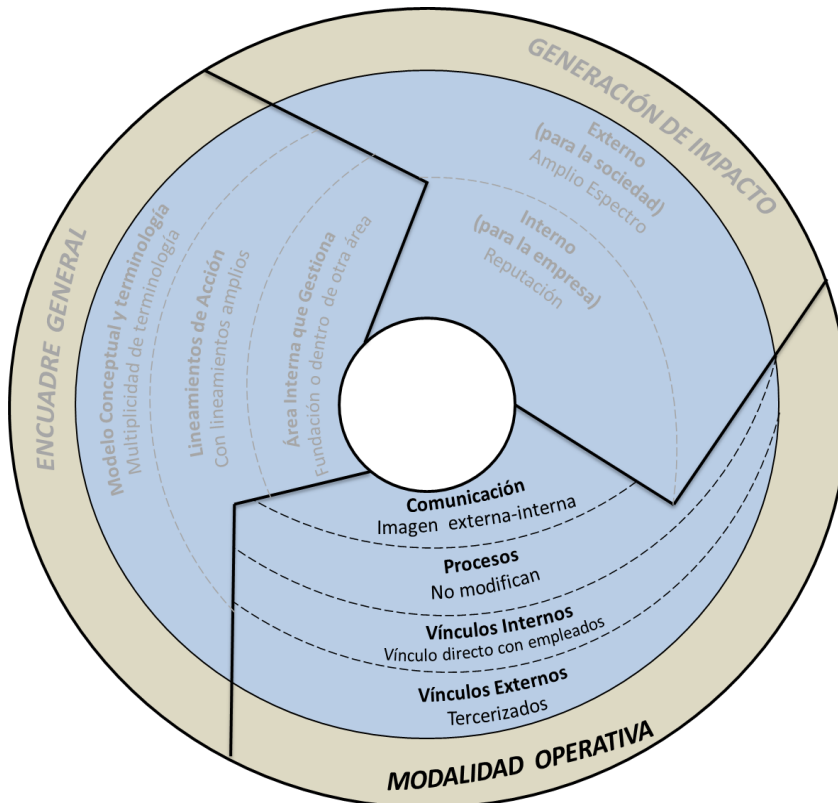 GENERACIÓN DE IMPACTO
Externo
(para la sociedad)
Amplio Espectro
Interno
(para la empresa)
Reputación
ENCUADRE GENERAL
Modelo Conceptual y terminología
Multiplicidad de terminología
Lineamientos de Acción
Con lineamientos amplios
Área Interna que Gestiona
Fundación o dentro de otra área
Comunicación
Imagen externa-interna
Procesos
No modifican
Vínculos Internos
Vínculo directo con empleados
Vínculos Externos
Tercerizados
MODALIDAD OPERATIVA